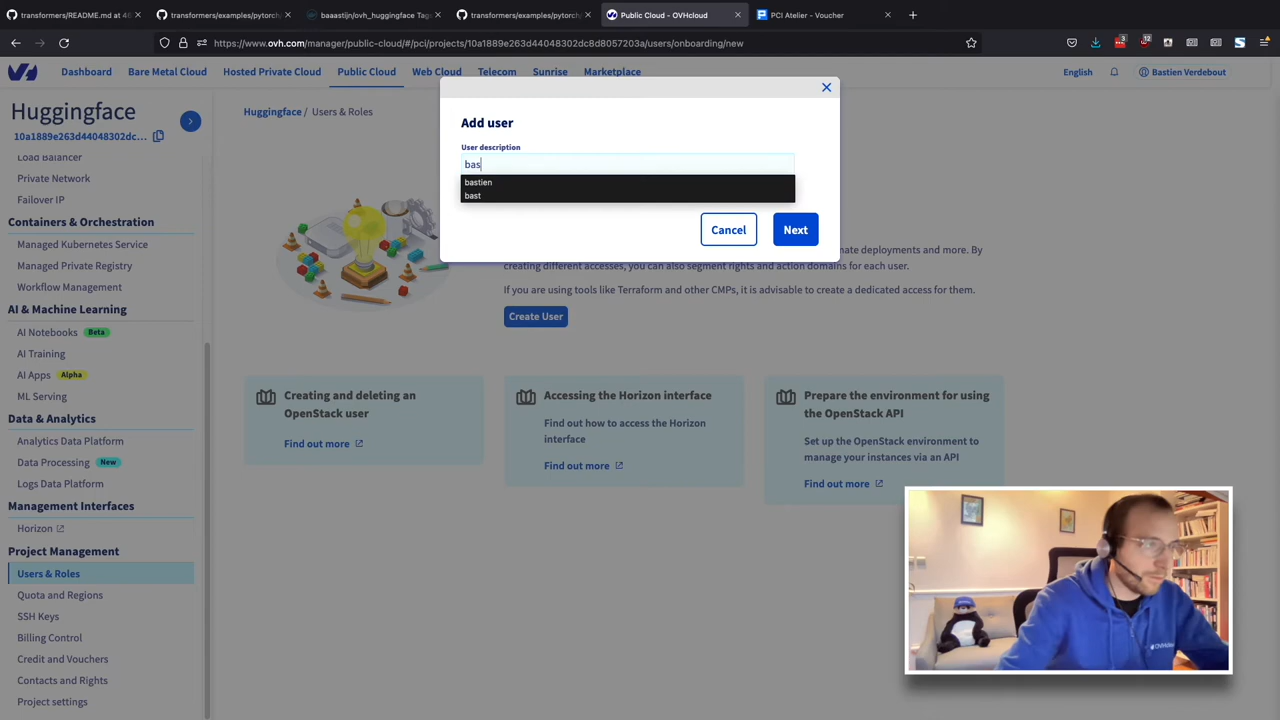 transformers/README.md at 46
transformers/examples/pytorch
baaastijn/ovh_huggingface Tags
transformers/examples/pytorch
Public Cloud - OVHcloud
PCI Atelier - Voucher
https://www.ovh.com/manager/public-cloud/#/pci/projects/10a1889e263d44048302dc8d8057203a/users/onboarding/new
Dashboard
Bare Metal Cloud
Hosted Private Cloud
Public Cloud
Web Cloud
Telecom
Sunrise
Marketplace
English
Bastien Verdebout
Huggingface
10a1889e263d44048302dc...
Load Balancer
Private Network
Failover IP
Containers & Orchestration
Managed Kubernetes Service
Managed Private Registry
Workflow Management
AI & Machine Learning
AI Notebooks Beta
AI Training
AI Apps Alpha
ML Serving
Data & Analytics
Analytics Data Platform
Data Processing New
Logs Data Platform
Management Interfaces
Horizon
Project Management
Users & Roles
Quota and Regions
SSH Keys
Billing Control
Credit and Vouchers
Contacts and Rights
Project settings
Huggingface / Users & Roles
Add user
User description
bas
bastien
bast
Cancel
Next
mate deployments and more. By
creating different accesses, you can also segment rights and action domains for each user.
If you are using tools like Terraform and other CMPs, it is advisable to create a dedicated access for them.
Create User
Creating and deleting an
OpenStack user
Find out more
Accessing the Horizon interface
Find out how to access the Horizon
interface
Find out more
Prepare the environment for using
the OpenStack API
Set up the OpenStack environment to
manage your instances via an API
Find out more
OVHcloud